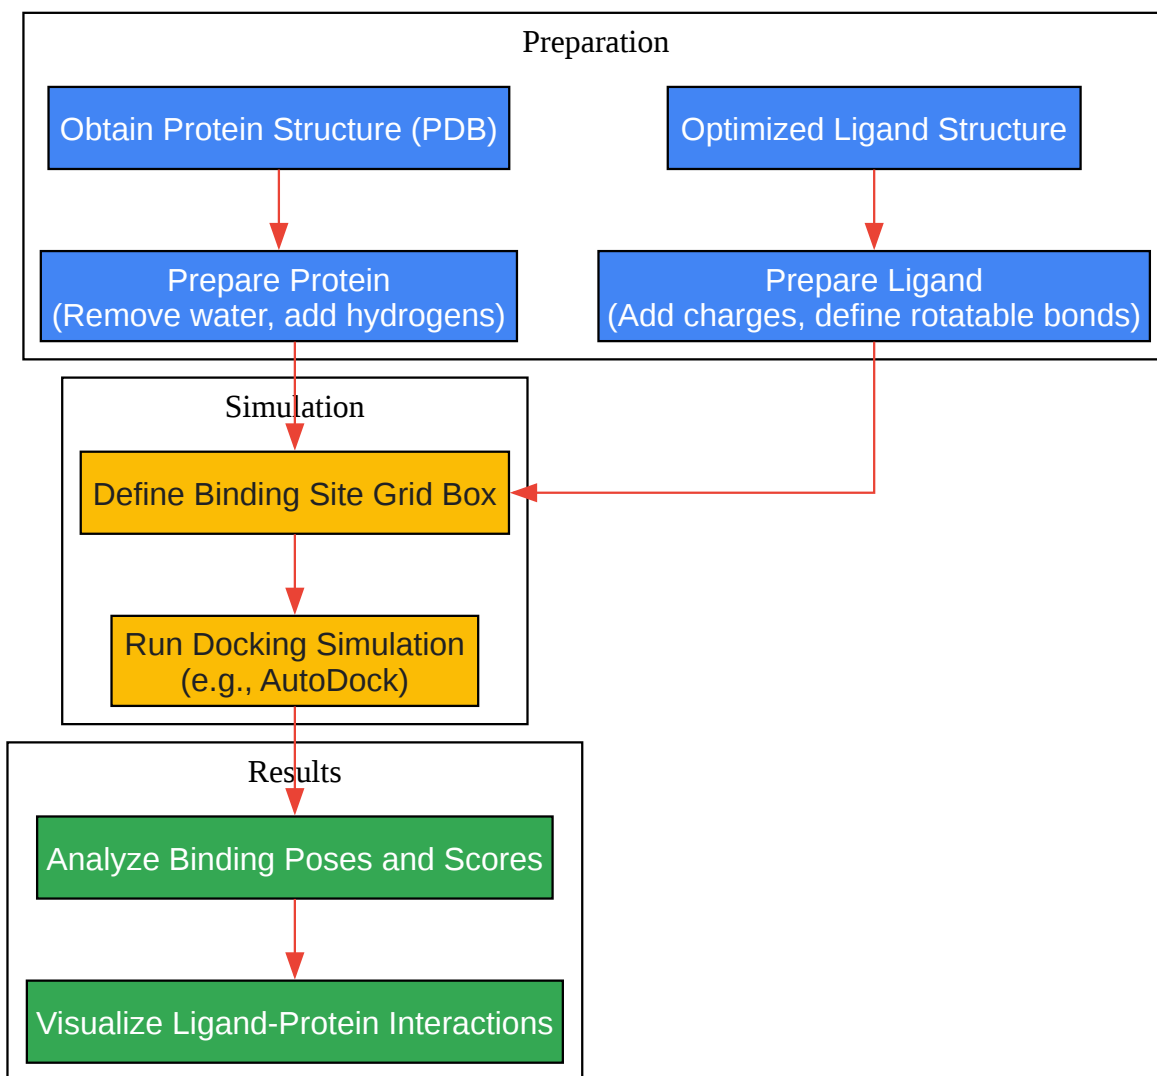 Preparation
Obtain Protein Structure (PDB)
Optimized Ligand Structure
Prepare Protein
(Remove water, add hydrogens)
Prepare Ligand
(Add charges, define rotatable bonds)
Simulation
Define Binding Site Grid Box
Run Docking Simulation
(e.g., AutoDock)
Results
Analyze Binding Poses and Scores
Visualize Ligand-Protein Interactions